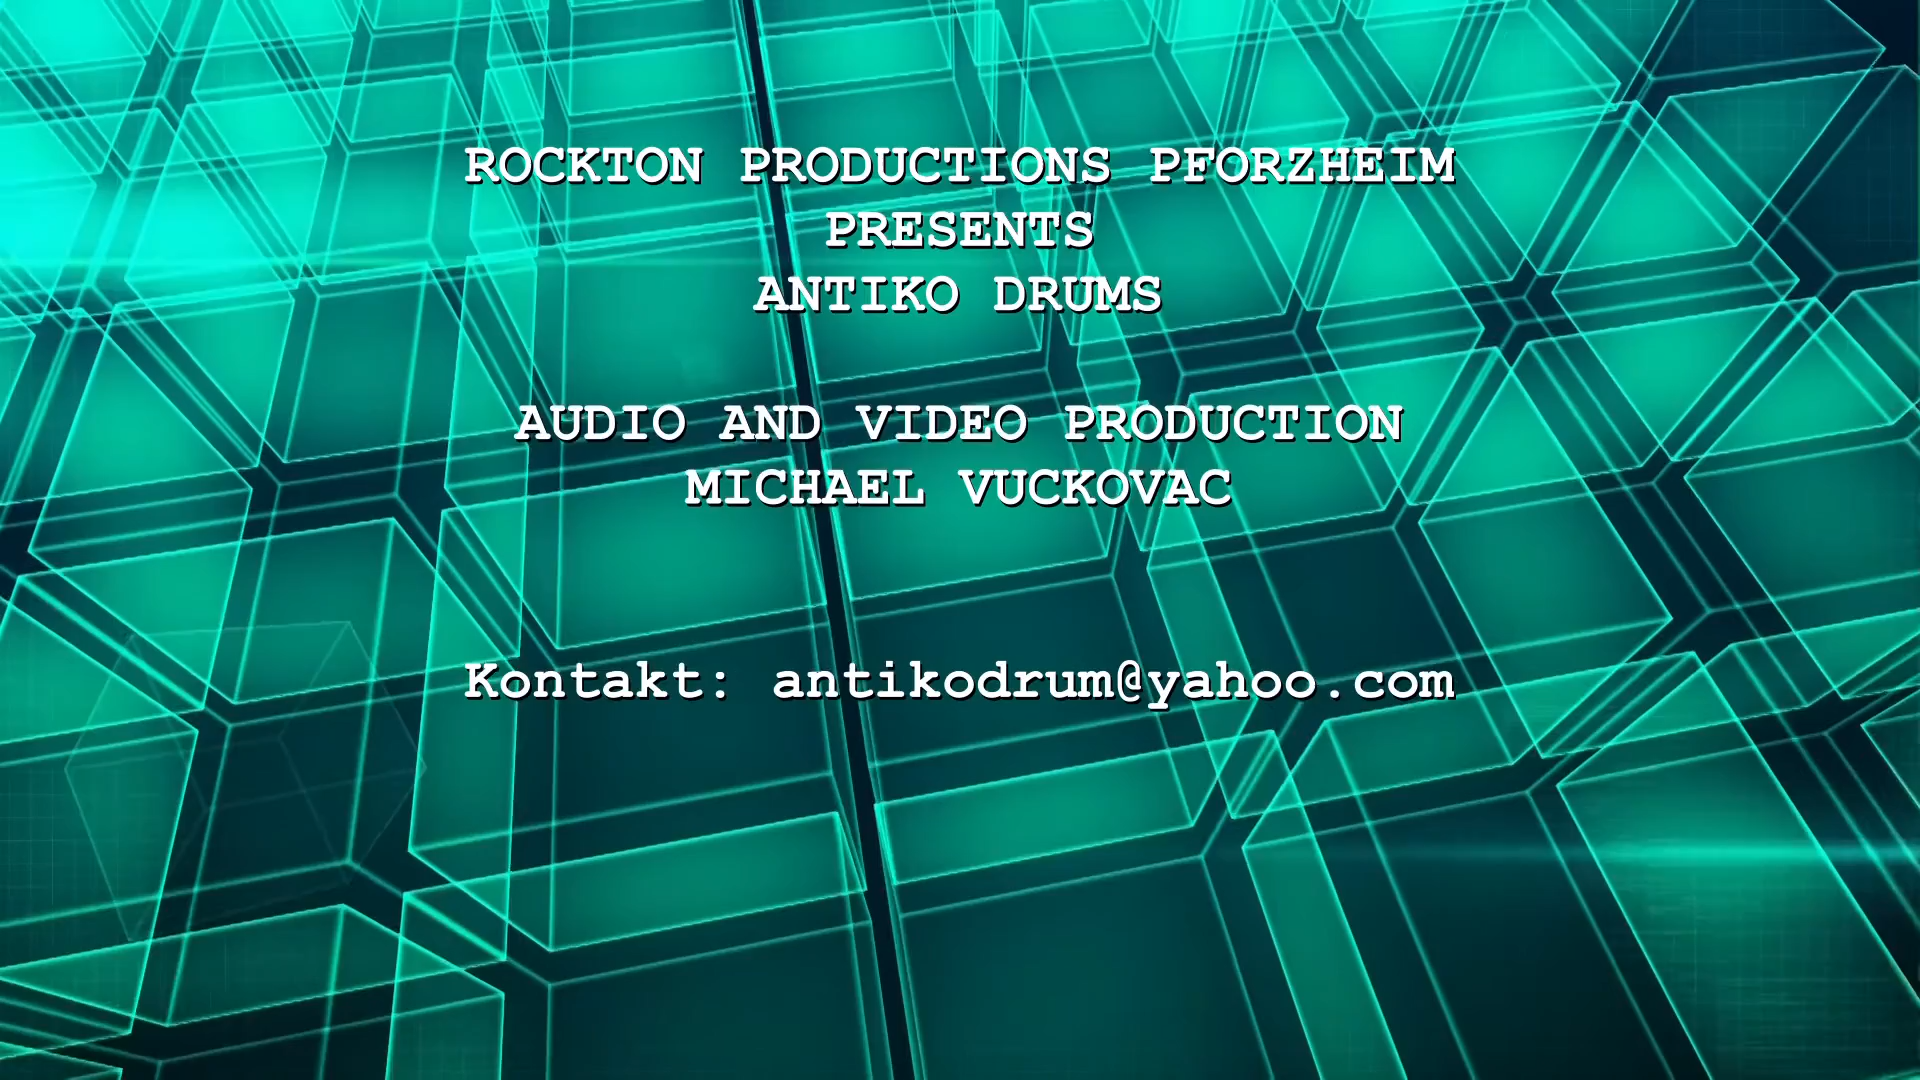 ROCKTON PRODUCTIONS PFORZHEIM
PRESENTS
ANTIKO DRUMS
AUDIO AND VIDEO PRODUCTION
MICHAEL VUCKOVAC
Kontakt: antikodrum@yahoo.com